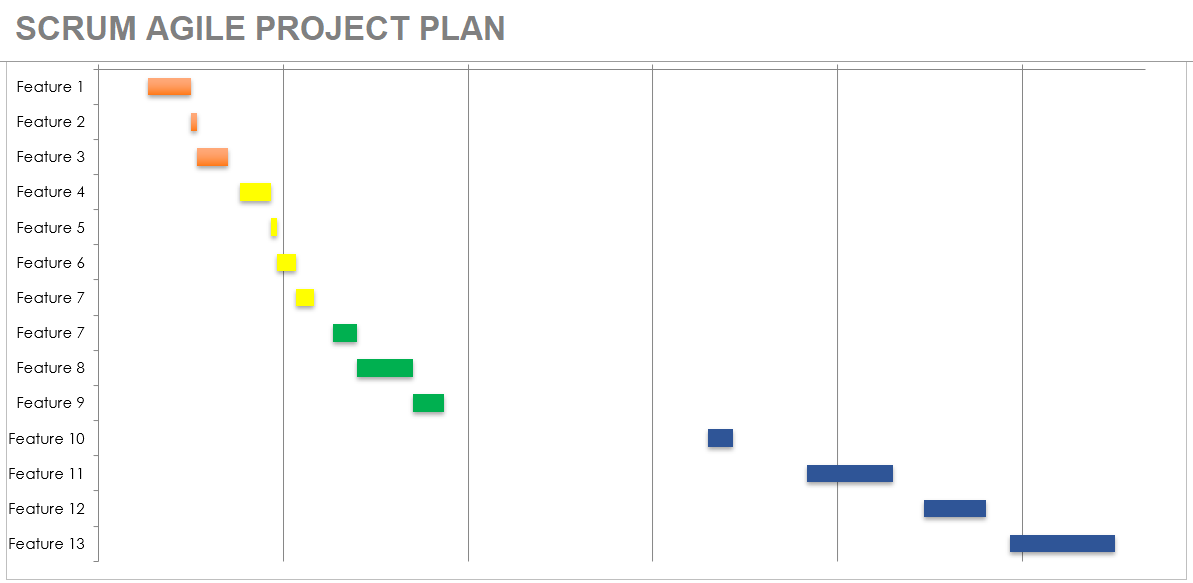 SCRUM AGILE PROJECT PLAN
Feature 1
Feature 2
Feature 3
Feature 4
Feature 5
Feature 6
Feature 7
Feature 7
Feature 8
Feature 9
Feature 10
Feature 11
Feature 12
Feature 13